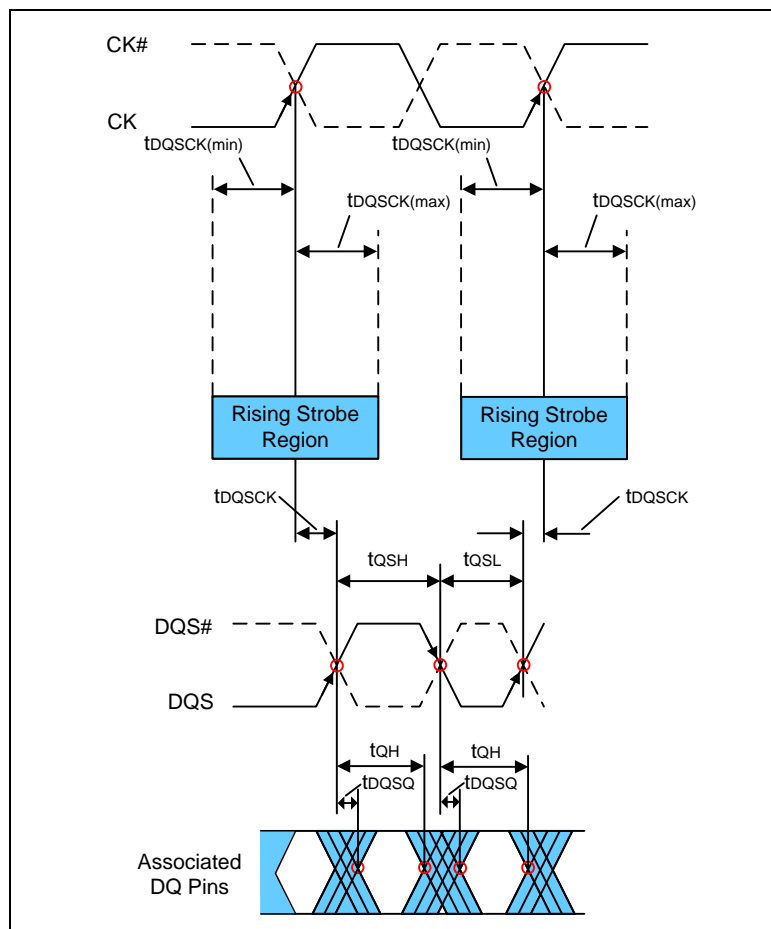 CK#
CK
tDQSCK(min)
tDQSCK(min)
tDQSCK(max)
tDQSCK(max)
Rising Strobe
Region
Rising Strobe
Region
tDQSCK
tDQSCK
tQSH
tQSL
DQS#
DQS
tQH
tQH
tDQSQ
tDQSQ
Associated
DQ Pins